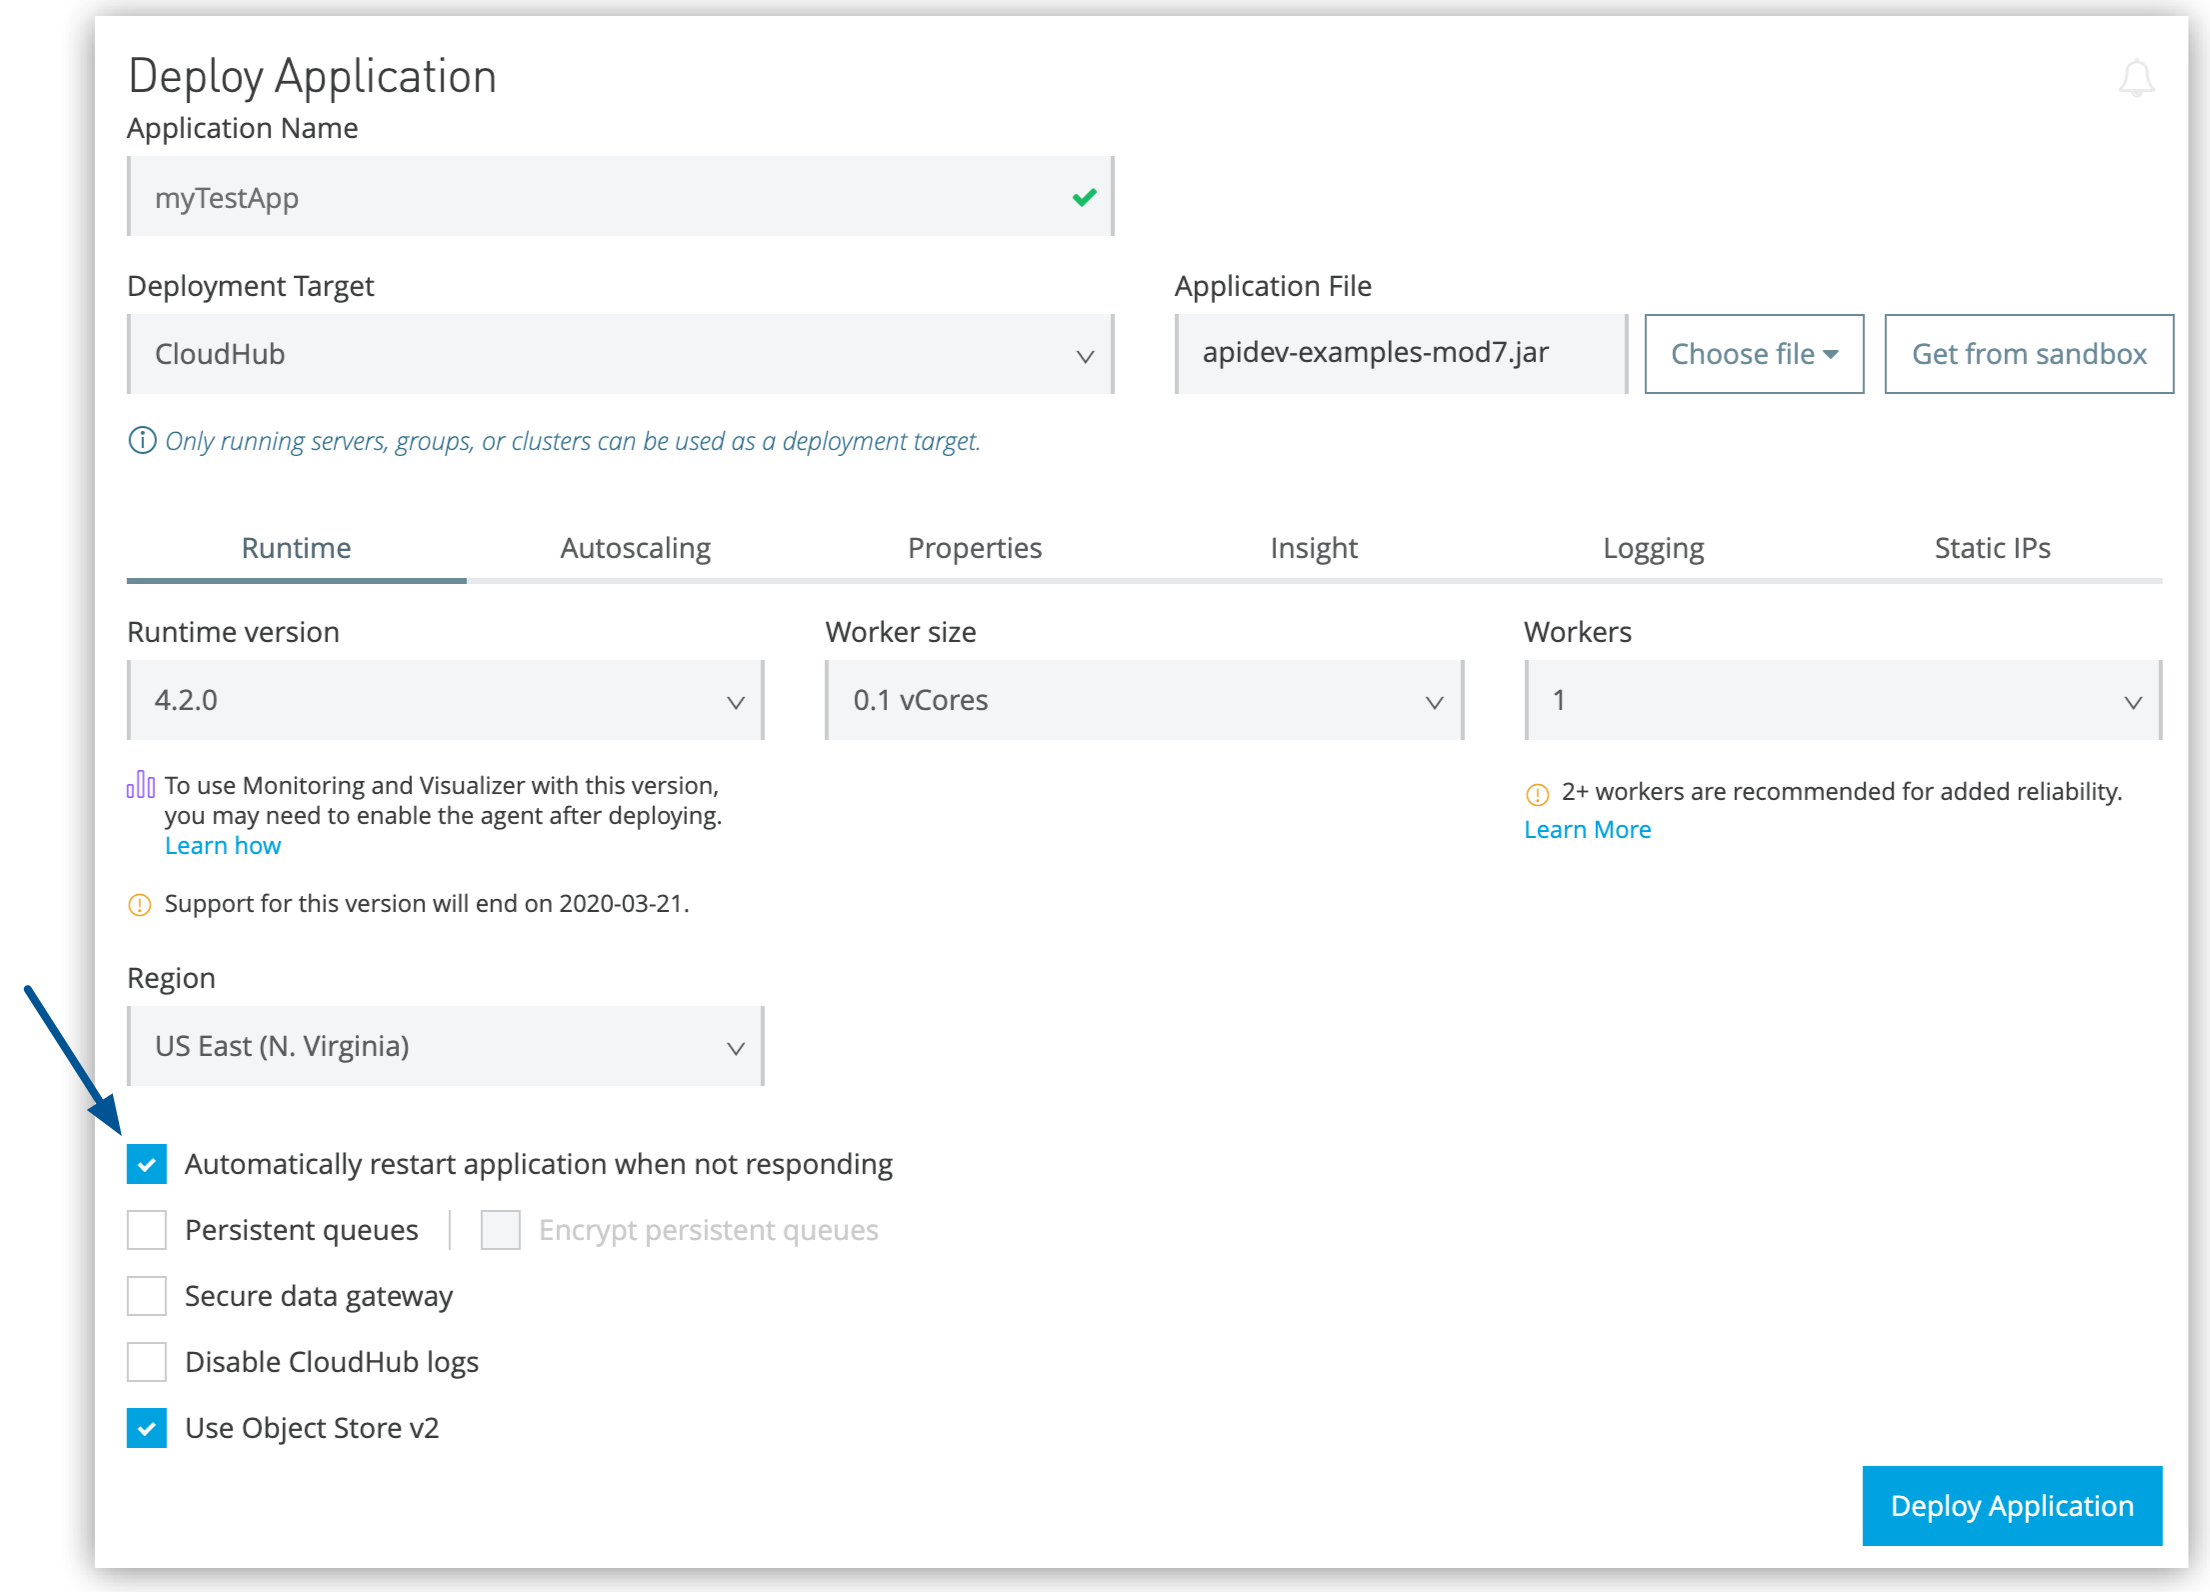 Deploy Application
Application Name
myTestApp
Deployment Target
Application File
CloudHub
apidev-examples-mod7.jar
Choose file
Get from sandbox
Only running servers, groups, or clusters can be used as a deployment target.
Runtime
Autoscaling
Properties
Insight
Logging
Static IPs
Runtime version
Worker size
Workers
4.2.0
0.1 vCores
1
To use Monitoring and Visualizer with this version,
you may need to enable the agent after deploying.
Learn how
2+ workers are recommended for added reliability.
Learn More
Support for this version will end on 2020-03-21.
Region
US East (N. Virginia)
Automatically restart application when not responding
Persistent queues
Encrypt persistent queues
Secure data gateway
Disable CloudHub logs
Use Object Store v2
Deploy Application